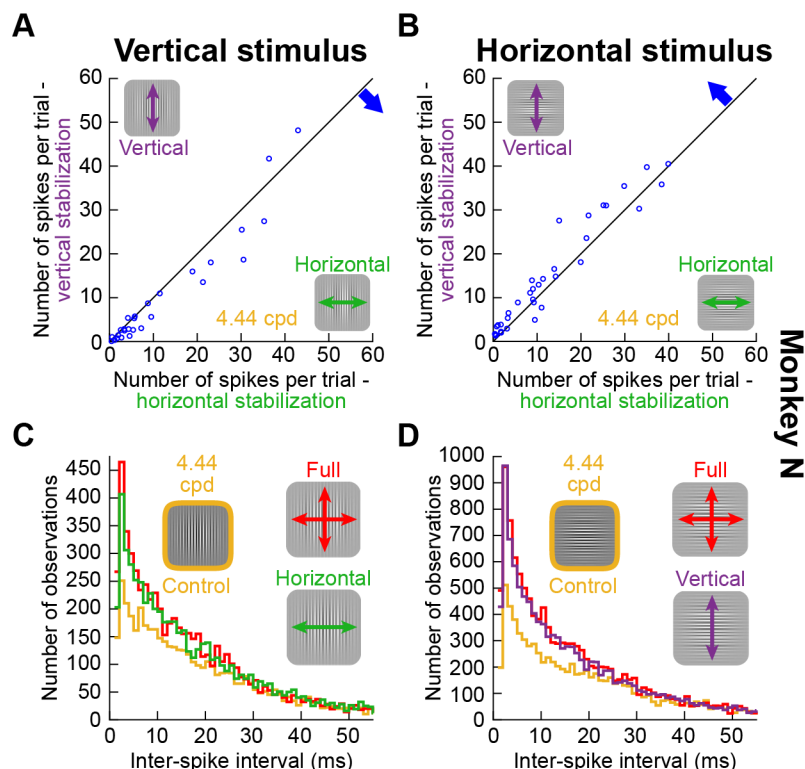 A
Vertical stimulus
Number of spikes per trial -
vertical stabilization
60
50
40
30
20
10
0
Vertical
Horizontal
4.44 cpd
0 10 20 30 40 50 60
Number of spikes per trial -
horizontal stabilization
B
Horizontal stimulus
Number of spikes per trial -
vertical stabilization
60
50
40
30
20
10
0
Vertical
Horizontal
4.44 cpd
0 10 20 30 40 50 60
Number of spikes per trial -
horizontal stabilization
Monkey N
C
Number of observations
450
400
350
300
250
200
150
100
50
0
4.44
cpd
Control
Full
Horizontal
0 10 20 30 40 50
Inter-spike interval (ms)
D
Number of observations
1000
900
800
700
600
500
400
300
200
100
0
4.44
cpd
Control
Full
Vertical
0 10 20 30 40 50
Inter-spike interval (ms)